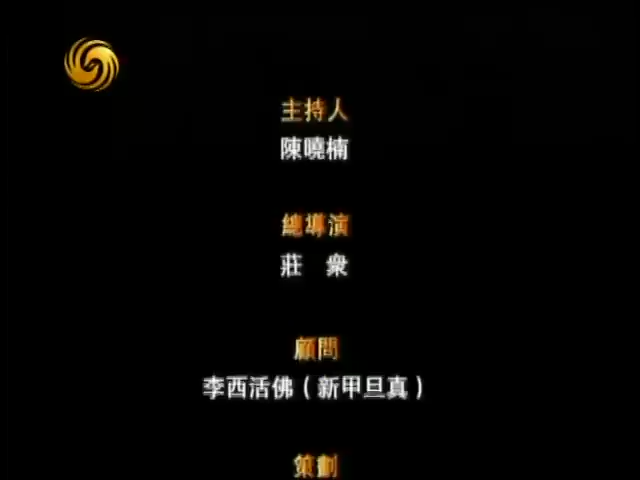 主持人
陳曉楠
總導演
莊 衆
顧問
李西活佛（新甲旦真）
策劃